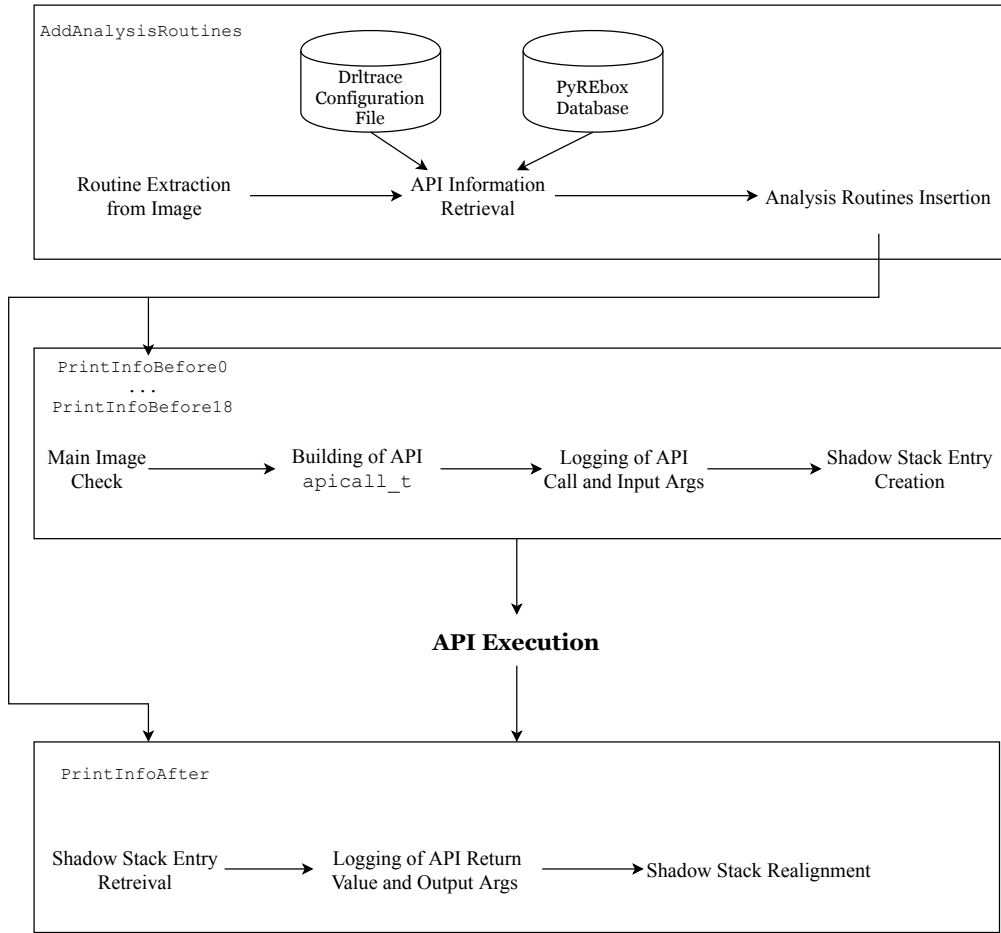 AddAnalysisRoutines
Drltrace
Configuration
File
PyREbox
Database
Routine Extraction
from Image
API Information
Retrieval
Analysis Routines Insertion
PrintInfoBefore0
...
PrintInfoBefore18
Main Image
Check
Building of API
apicall_t
Logging of API
Call and Input Args
Shadow Stack Entry
Creation
API Execution
PrintInfoAfter
Shadow Stack Entry
Retreival
Logging of API Return
Value and Output Args
Shadow Stack Realignment